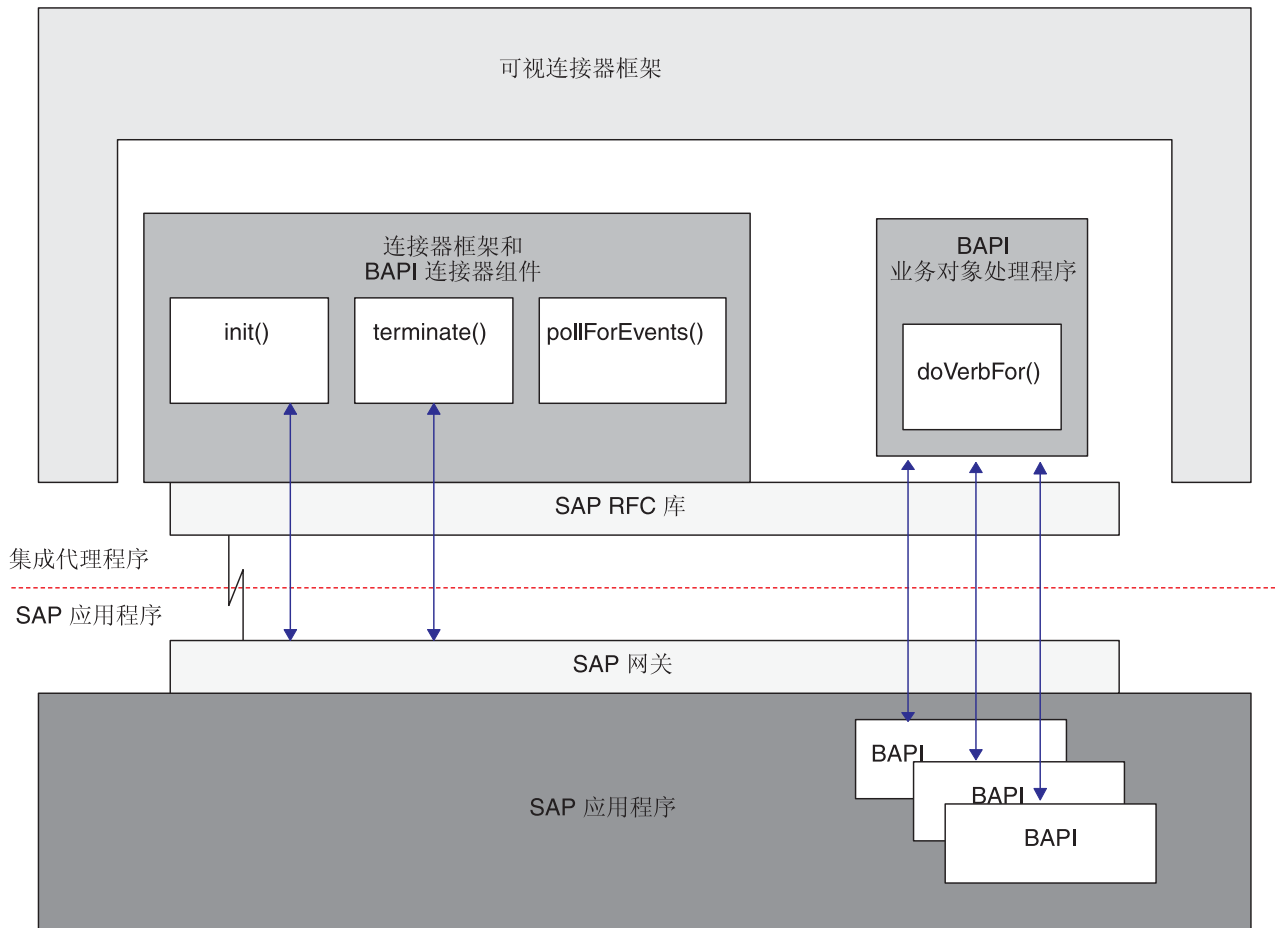 可视连接器框架
连接器框架和
BAPI 连接器组件
init()
terminate()
pollForEvents()
BAPI
业务对象处理程序
doVerbFor()
SAP RFC 库
集成代理程序
SAP 应用程序
SAP 网关
SAP 应用程序
BAPI
BAPI
BAPI